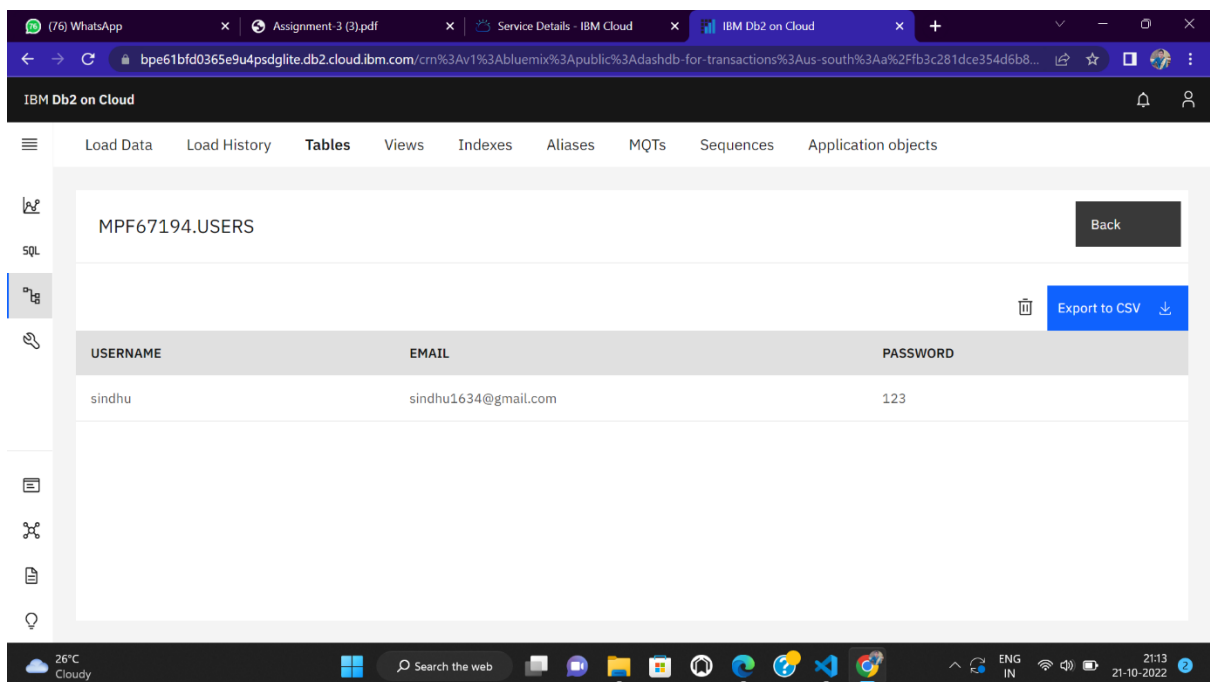 (76) WhatsApp
Assignment-3 (3).pdf
Service Details - IBM Cloud
IBM Db2 on Cloud
bpe61bfd0365e9u4psdglite.db2.cloud.ibm.com/crn%3Av1%3Abluemix%3Apublic%3Adashdb-for-transactions%3Aus-south%3Aa%2Ffb3c281dce354d6b8...
IBM Db2 on Cloud
Load Data Load History Tables Views Indexes Aliases MQTs Sequences Application objects
MPF67194.USERS
Back
SQL
Export to CSV
USERNAME EMAIL PASSWORD
sindhu sindhu1634@gmail.com 123
26°C
Cloudy
Search the web
ENG
IN
21:13
21-10-2022
2